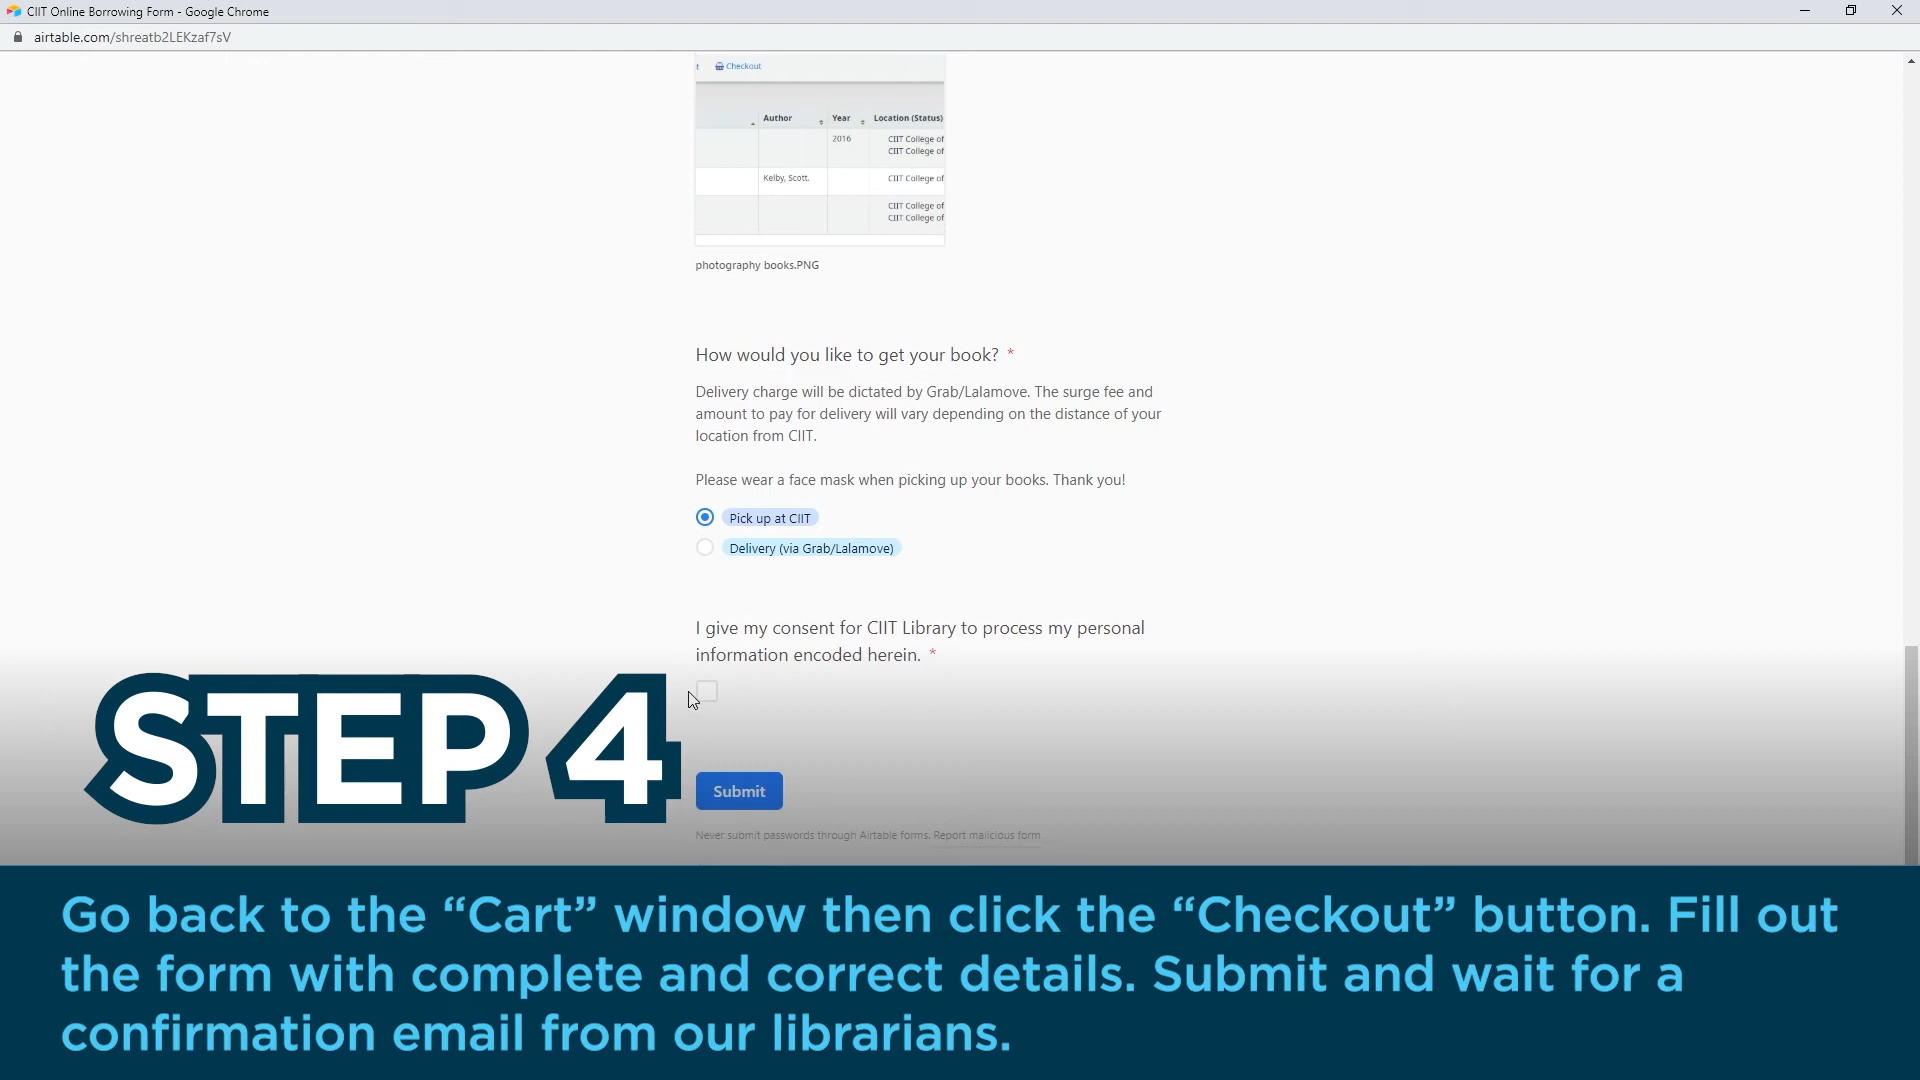 CIIT Online Borrowing Form - Google Chrome
airtable.com/shreatb2LEKzaf7sV
t Checkout
Author Year Location (Status)
2016 CIIT College of
CIIT College of
Kelby, Scott. CIIT College of
CIIT College of
CIIT College of
photography books.PNG
How would you like to get your book? *
Delivery charge will be dictated by Grab/Lalamove. The surge fee and
amount to pay for delivery will vary depending on the distance of your
location from CIIT.
Please wear a face mask when picking up your books. Thank you!
Pick up at CIIT
Delivery (via Grab/Lalamove)
I give my consent for CIIT Library to process my personal
information encoded herein. *
STEP 4
Submit
Never submit passwords through Airtable forms. Report malicious form
Go back to the “Cart” window then click the “Checkout” button. Fill out
the form with complete and correct details. Submit and wait for a
confirmation email from our librarians.